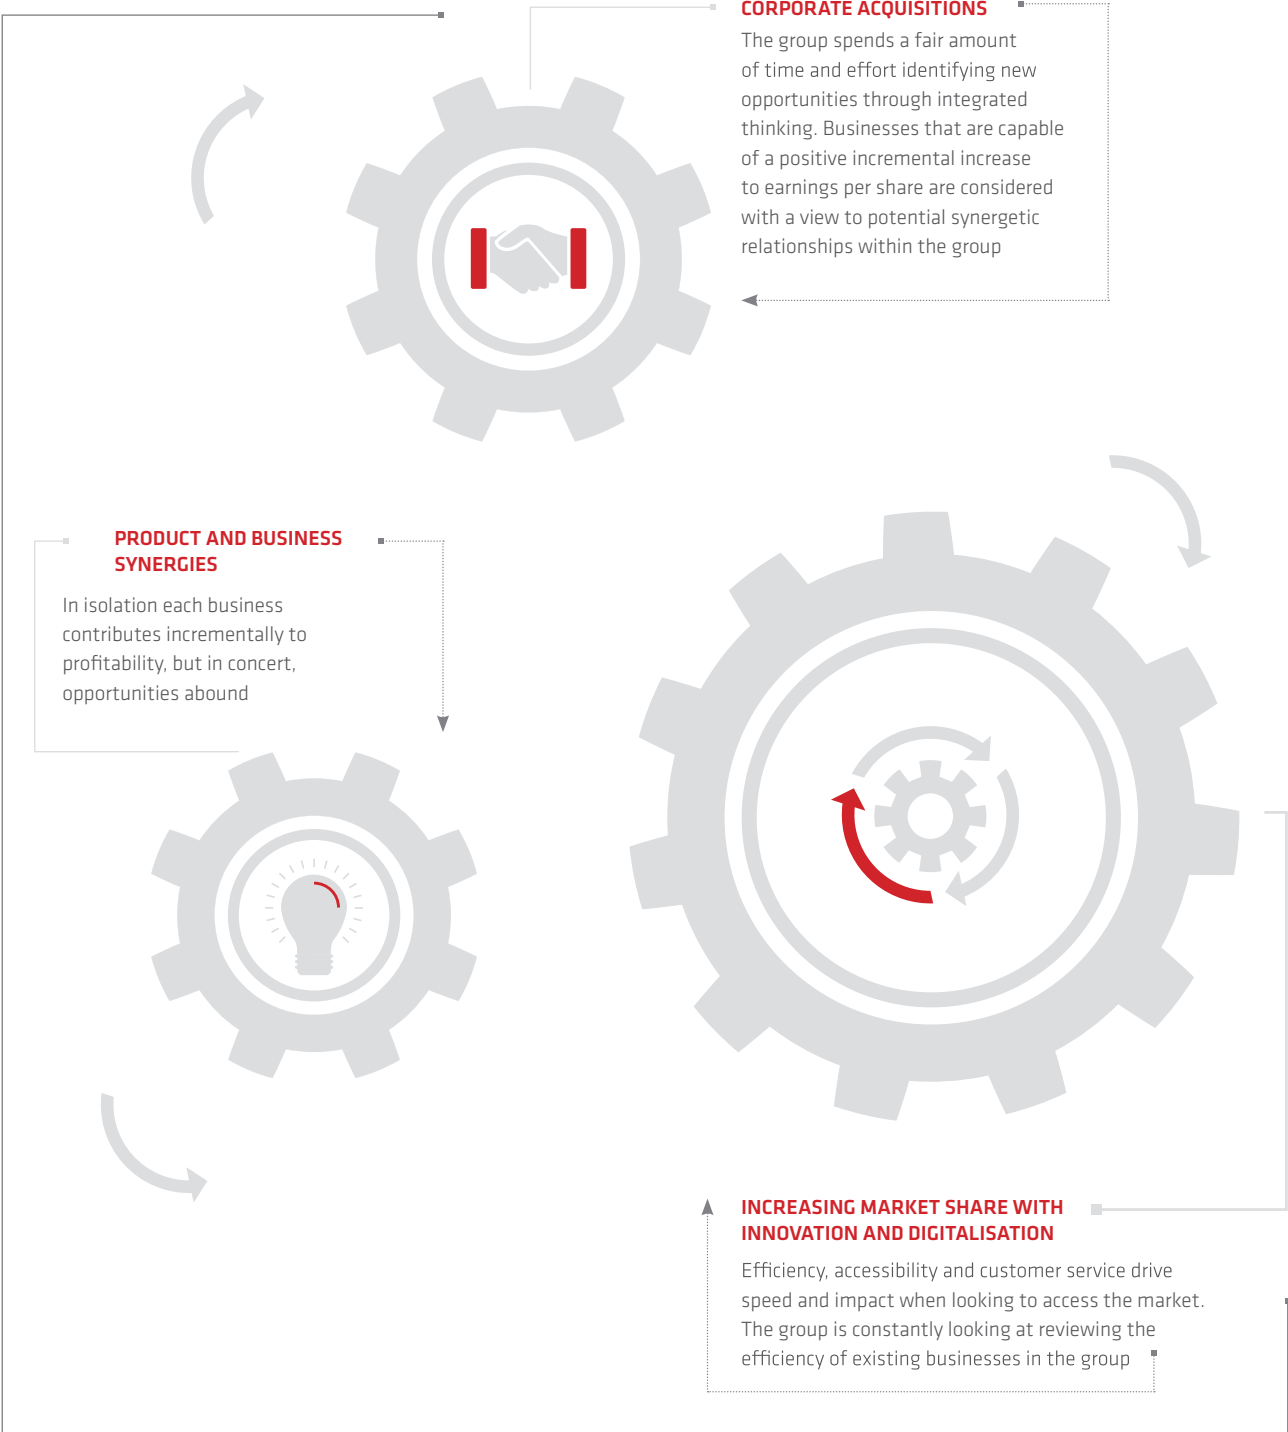 CORPORATE ACQUISITIONS
The group spends a fair amount
of time and effort identifying new
opportunities through integrated
thinking. Businesses that are capable
of a positive incremental increase
to earnings per share are considered
with a view to potential synergetic
relationships within the group
PRODUCT AND BUSINESS
SYNERGIES
In isolation each business
contributes incrementally to
profitability, but in concert,
opportunities abound
INCREASING MARKET SHARE WITH
INNOVATION AND DIGITALISATION
Efficiency, accessibility and customer service drive
speed and impact when looking to access the market.
The group is constantly looking at reviewing the
efficiency of existing businesses in the group